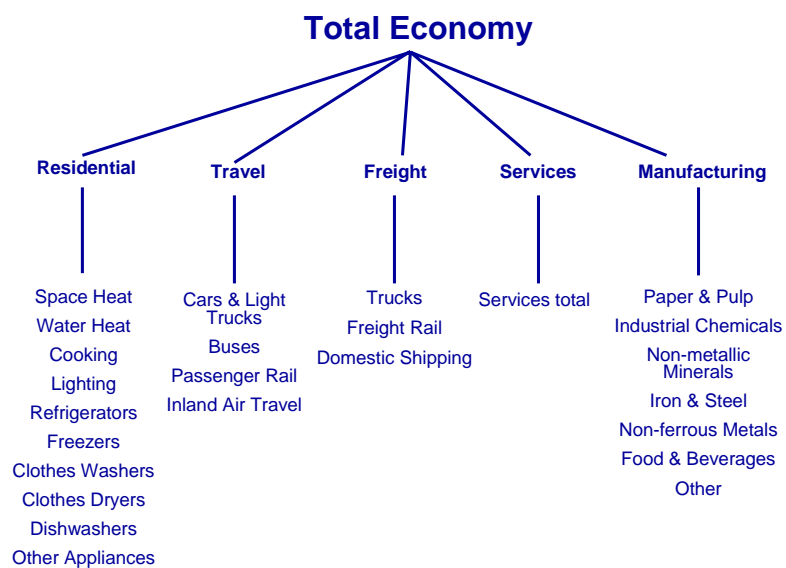 Total Economy
Residential
Travel
Freight
Services
Manufacturing
Space Heat
Water Heat
Cooking
Lighting
Refrigerators
Freezers
Clothes Washers
Clothes Dryers
Dishwashers
Other Appliances
Cars & Light
Trucks
Buses
Passenger Rail
Inland Air Travel
Trucks
Freight Rail
Domestic Shipping
Services total
Paper & Pulp
Industrial Chemicals
Non-metallic
Minerals
Iron & Steel
Non-ferrous Metals
Food & Beverages
Other